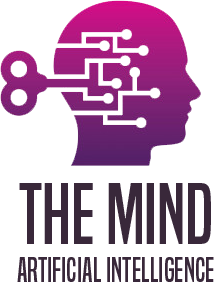 THE MIND
ARTIFICIAL INTELLIGENCE